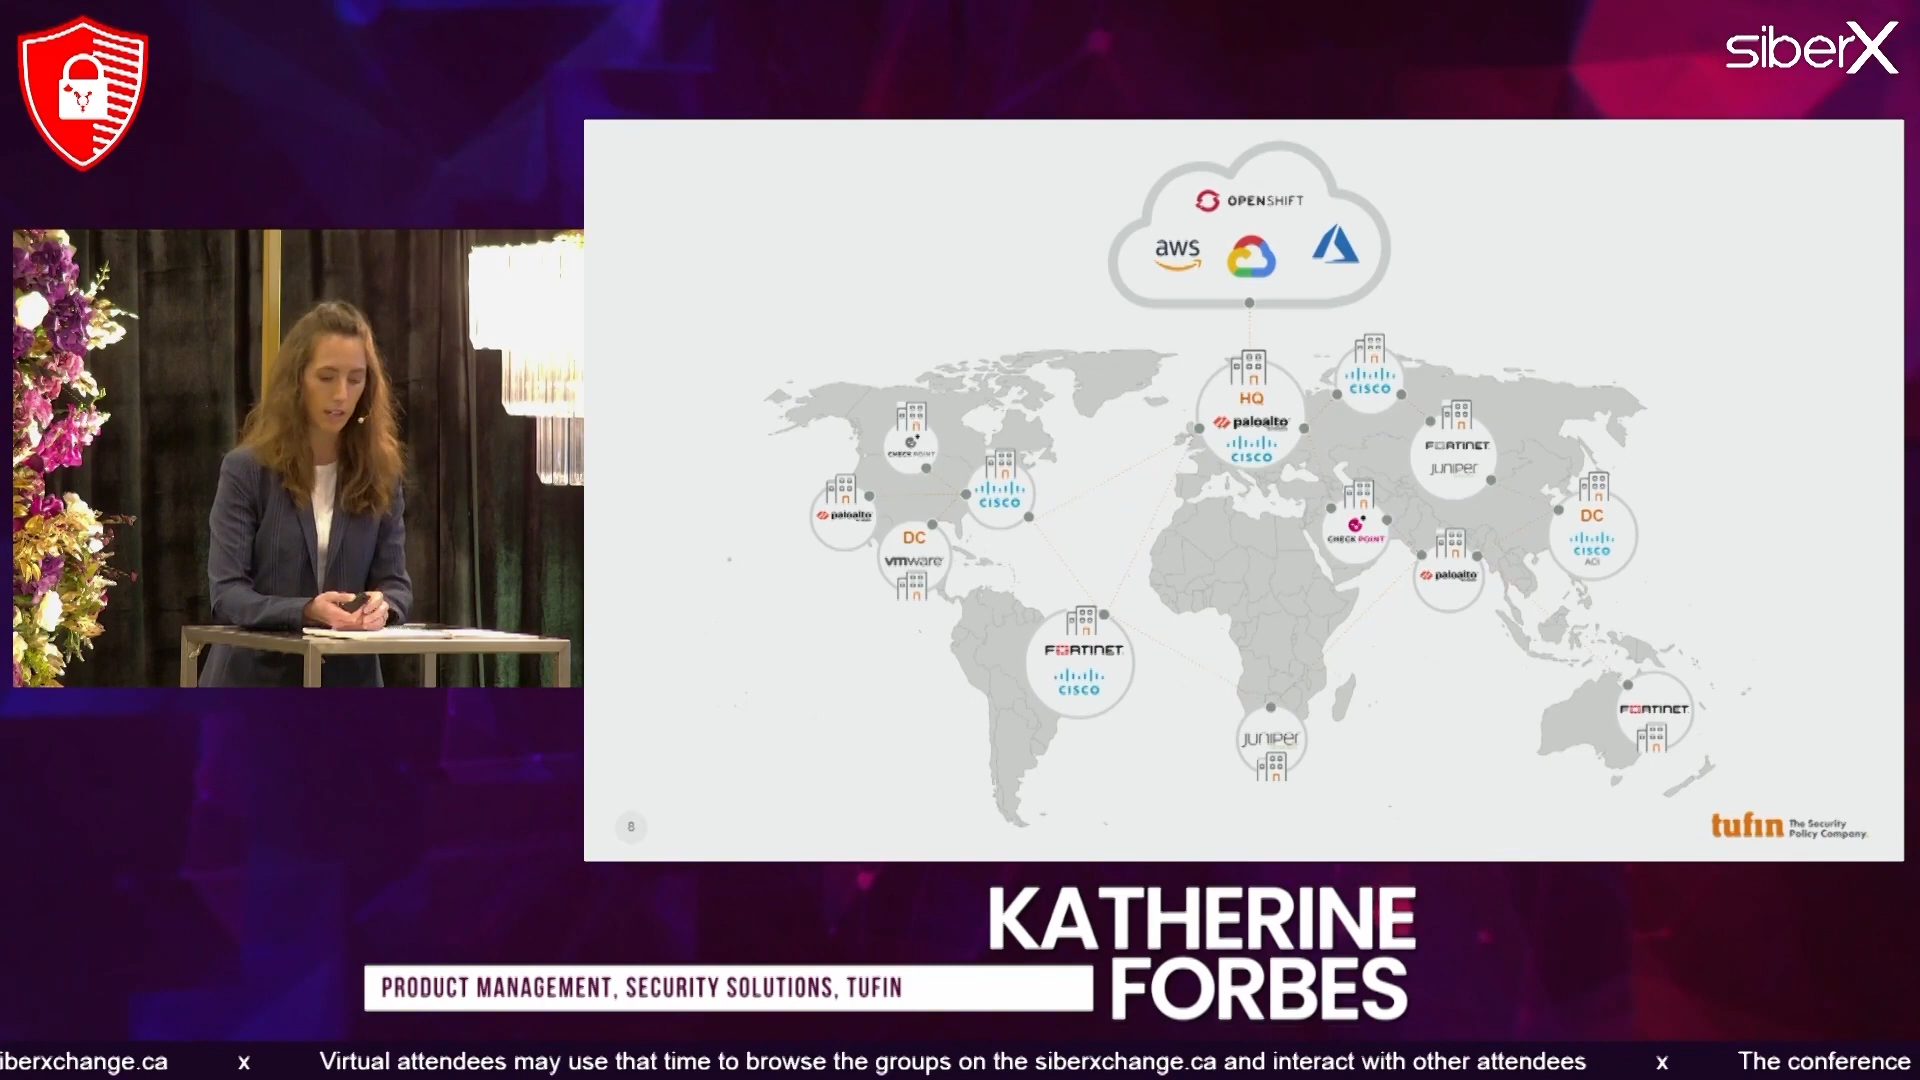 siberX
OPENSHIFT
aws
HQ
paloalto
CISCO
CISCO
CHECK POINT
FORTINET
JUNIPEr
CISCO
paloalto
DC
vmware
CHECK POINT
DC
CISCO
ACI
paloalto
FORTINET
CISCO
JUNIPEr
FORTINET
8
tufin The Security
Policy Company.
KATHERINE
FORBES
PRODUCT MANAGEMENT, SECURITY SOLUTIONS, TUFIN
iberxchange.ca x Virtual attendees may use that time to browse the groups on the siberxchange.ca and interact with other attendees x The conference